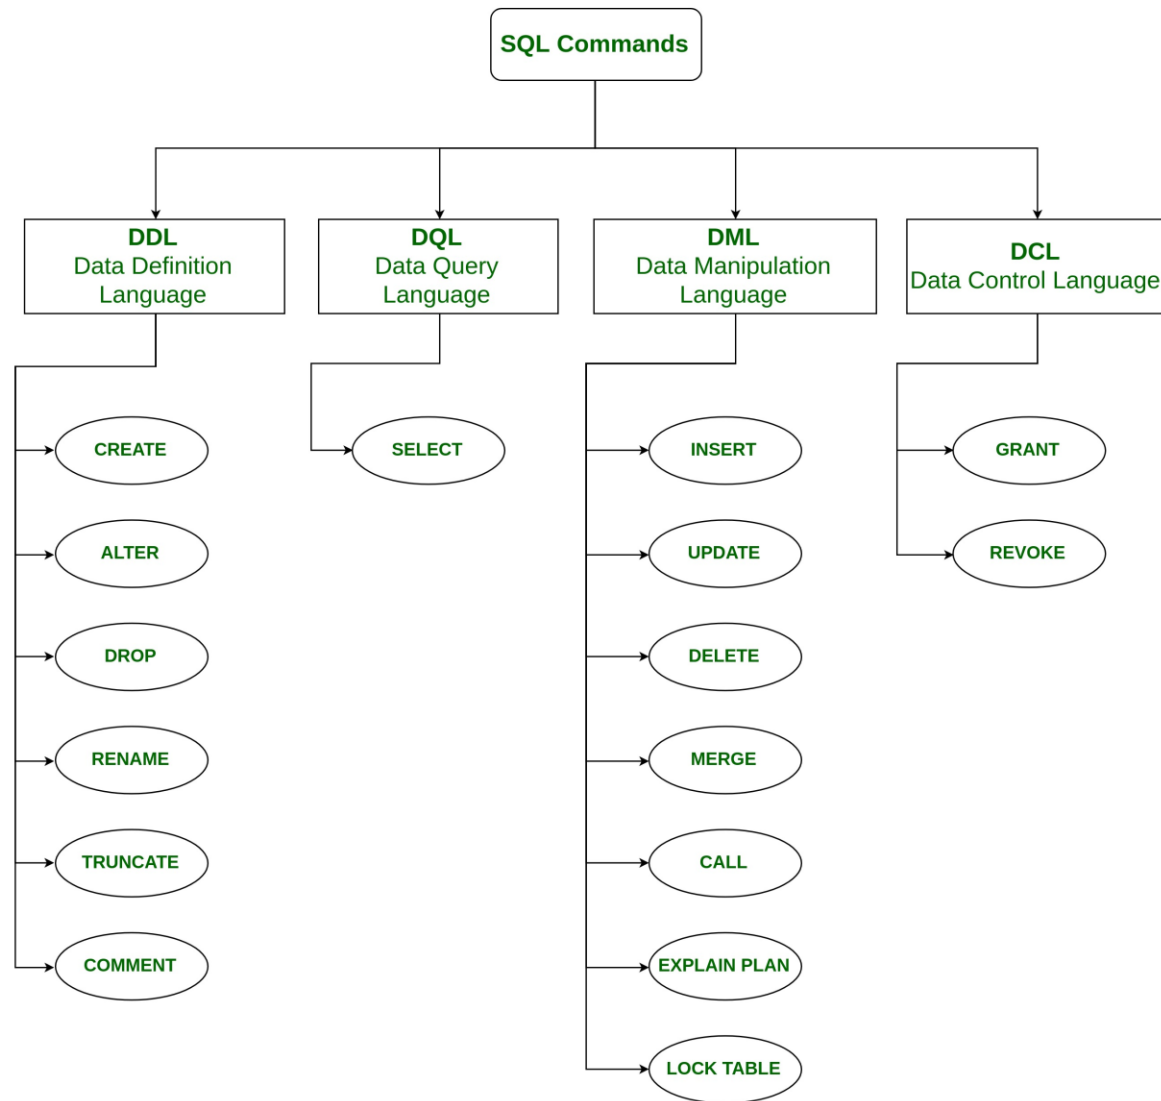 SQL Commands
DDL
Data Definition
Language
DQL
Data Query
Language
DML
Data Manipulation
Language
DCL
Data Control Language
CREATE
ALTER
DROP
RENAME
TRUNCATE
COMMENT
SELECT
INSERT
UPDATE
DELETE
MERGE
CALL
EXPLAIN PLAN
LOCK TABLE
GRANT
REVOKE